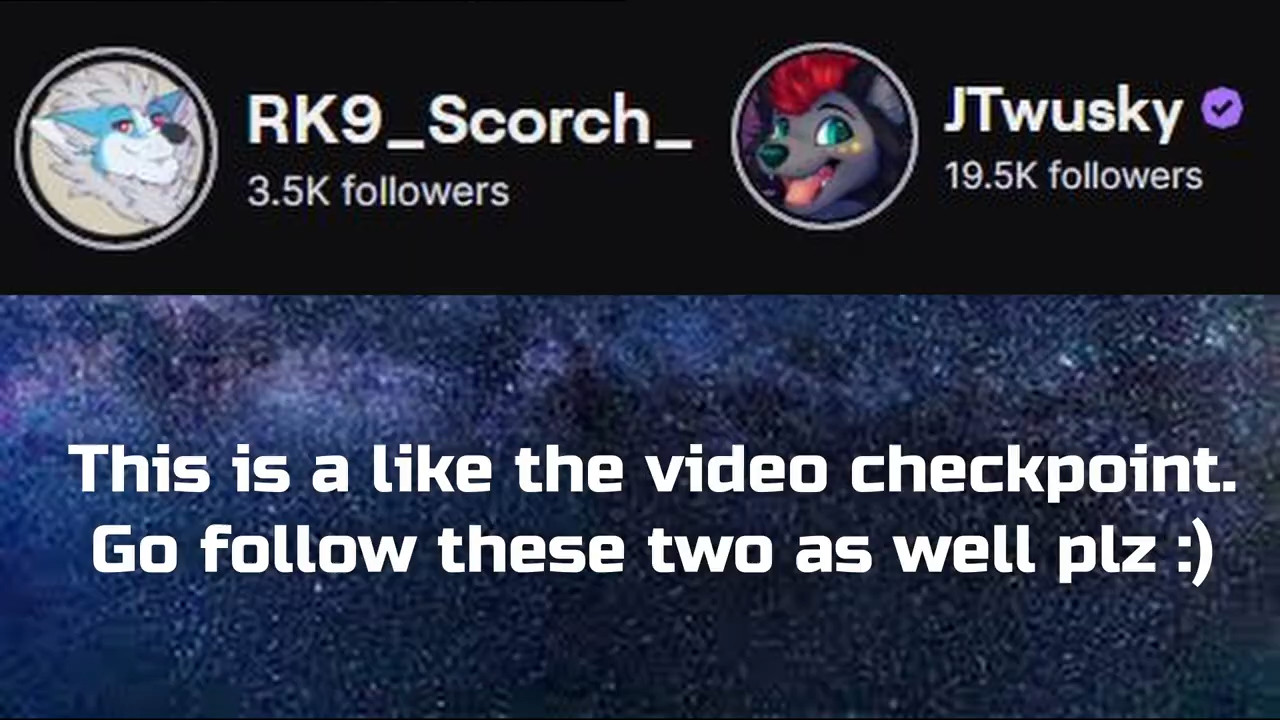 RK9_Scorch_
3.5K followers
JTwusky
19.5K followers
This is a like the video checkpoint.
Go follow these two as well plz :)